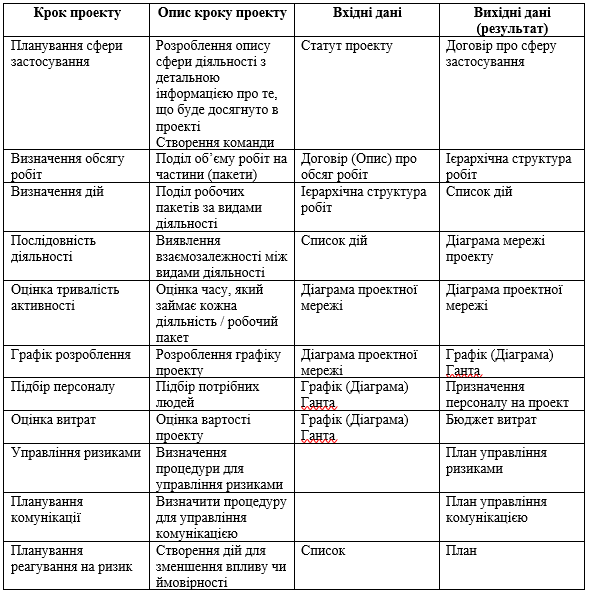 Крок проекту
Опис кроку проекту
Вхідні дані
Вихідні дані
(результат)
Планування сфери
застосування
Розроблення опису
сфери діяльності з
детальною
інформацією про те,
що буде досягнуто в
проекті
Створення команди
Статут проекту
Договір про сферу
застосування
Визначення обсягу
робіт
Поділ об’єму робіт на
частини (пакети)
Договір (Опис) про
обсяг робіт
Ієрархічна структура
робіт
Визначення дій
Поділ робочих
пакетів за видами
діяльності
Ієрархічна структура
робіт
Список дій
Послідовність
діяльності
Виявлення
взаємозалежності між
видами діяльності
Список дій
Діаграма мережі
проекту
Оцінка тривалість
активності
Оцінка часу, який
займає кожна
діяльність / робочий
пакет
Діаграма проектної
мережі
Діаграма проектної
мережі
Графік розроблення
Розроблення графіку
проекту
Діаграма проектної
мережі
Графік (Діаграма)
Ганта
Підбір персоналу
Підбір потрібних
людей
Графік (Діаграма)
Ганта
Призначення
персоналу на проект
Оцінка витрат
Оцінка вартості
проекту
Графік (Діаграма)
Ганта
Бюджет витрат
Управління ризиками
Визначення
процедури для
управління ризиками
План управління
ризиками
Планування
комунікації
Визначити процедуру
для управління
комунікацією
План управління
комунікацією
Планування
реагування на ризик
Створення дій для
зменшення впливу чи
ймовірності
Список
План